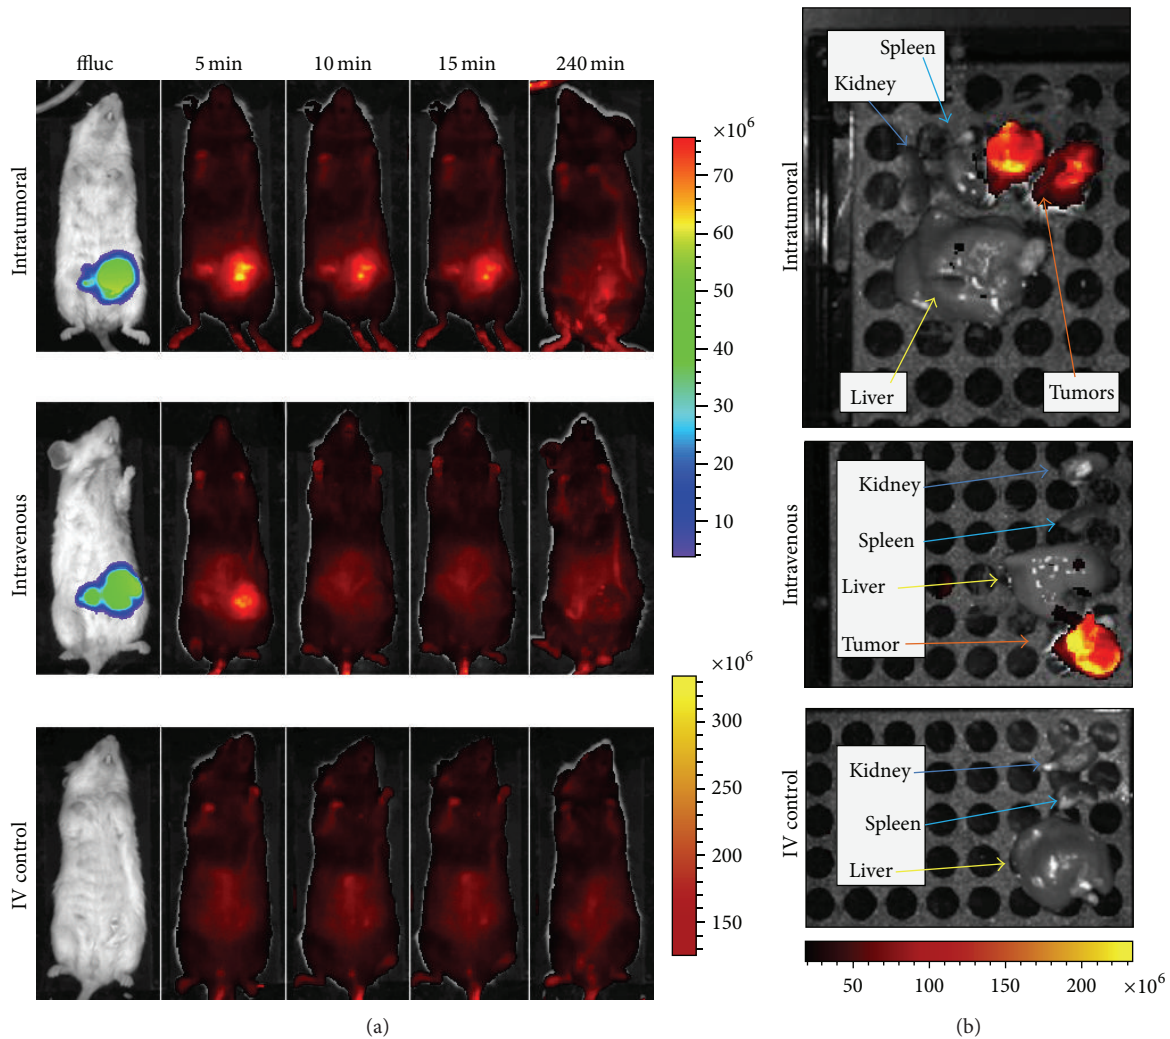 ffluc 5 min 10 min 15 min 240 min
Intratumoral
Intravenous
IV control
×10⁶
70
60
50
40
30
20
10
×10⁶
300
250
200
150
(a)
Intratumoral
Spleen
Kidney
Liver
Tumors
Intravenous
Kidney
Spleen
Liver
Tumor
IV control
Kidney
Spleen
Liver
50 100 150 200 ×10⁶
(b)